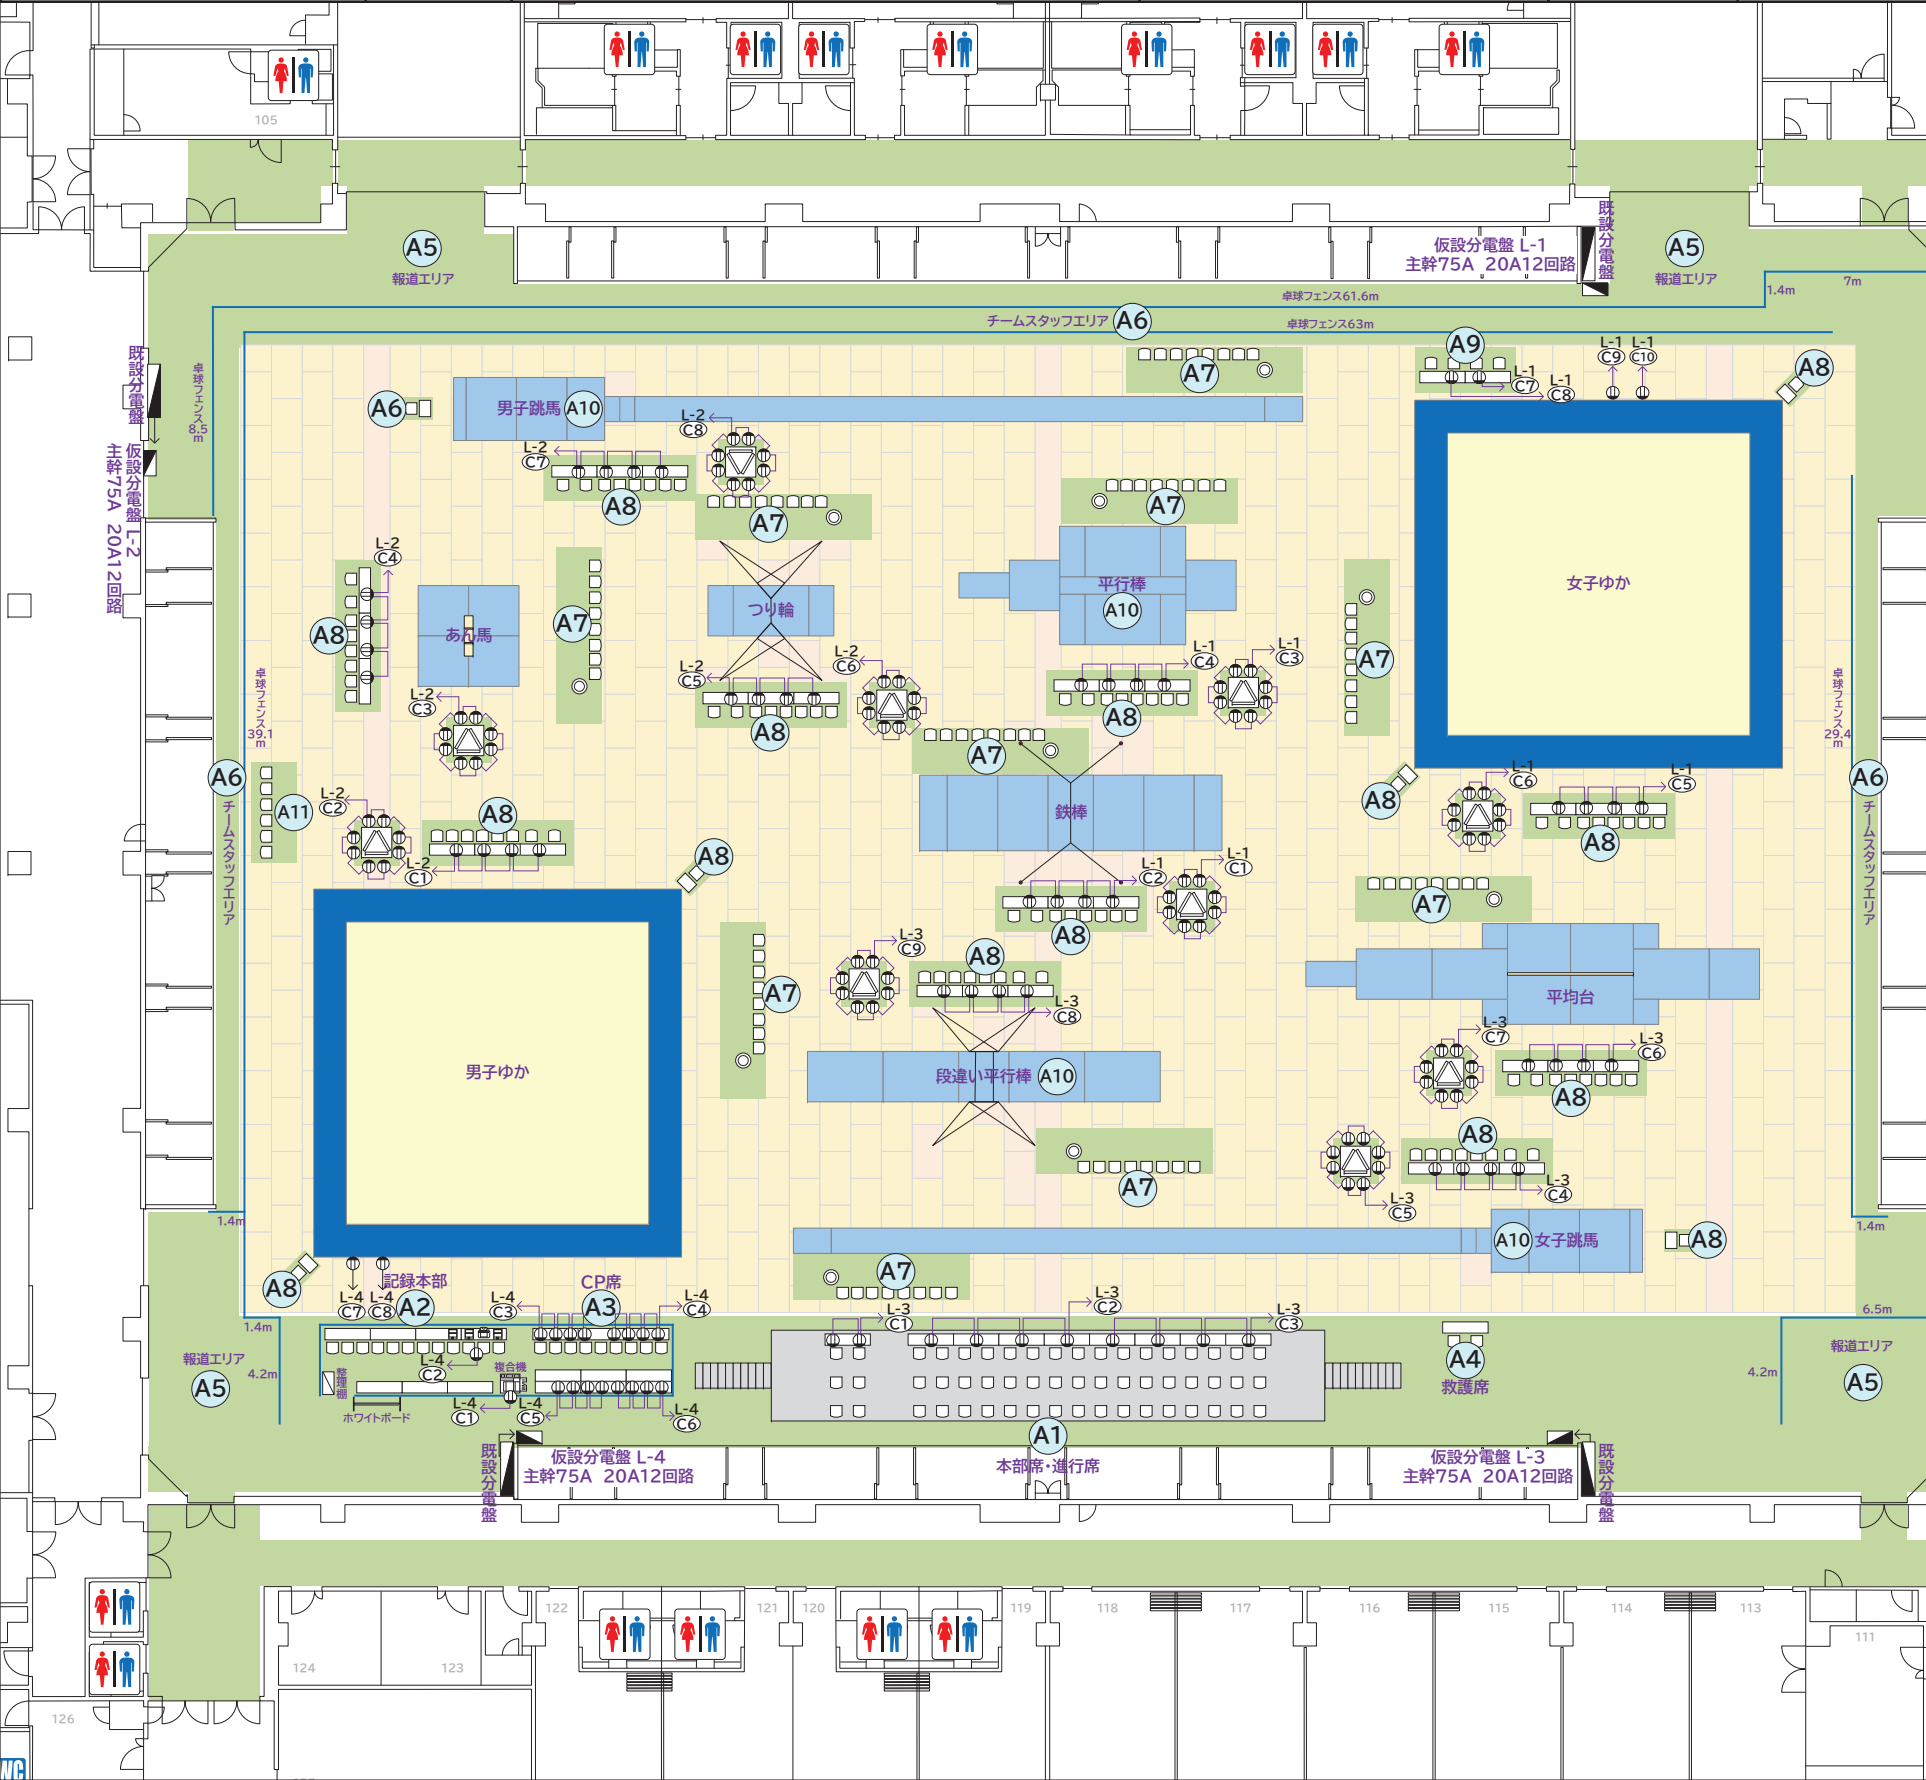 105
A5
報道エリア
仮設分電盤 L-1
主幹75A 20A12回路
既設分電盤
A5
報道エリア
1.4m
7m
卓球フェンス61.6m
チームスタッフエリア
A6
卓球フェンス63m
既設分電盤
仮設分電盤 L-2
主幹75A 20A12回路
卓球フェンス
8.5
m
A6
男子跳馬
A10
L-2
C8
L-2
C7
A8
A7
A7
A9
L-1
C7
L-1
C8
L-1
C9
L-1
C10
A8
L-2
C4
A8
あん馬
A7
つり輪
A7
平行棒
A10
女子ゆか
L-2
C3
L-2
C5
L-2
C6
A8
L-1
C4
L-1
C3
A8
A7
卓球フェンス
39.1
m
卓球フェンス
29.4
m
A6
チームスタッフエリア
A11
L-2
C2
A8
L-2
C1
A7
鉄棒
A8
L-1
C6
L-1
C5
A8
A6
チームスタッフエリア
A8
L-1
C2
L-1
C1
A8
A7
男子ゆか
A7
L-3
C9
A8
L-3
C8
平均台
段違い平行棒
A10
L-3
C7
L-3
C6
A8
A7
A8
L-3
C5
L-3
C4
1.4m
1.4m
A10
女子跳馬
A8
A7
A8
L-4
C7
L-4
C8
記録本部
A2
L-4
C3
CP席
A3
L-4
C4
L-3
C1
L-3
C2
L-3
C3
1.4m
6.5m
報道エリア
A5
4.2m
整理棚
L-4
C2
複合機
ホワイトボード
L-4
C1
L-4
C5
L-4
C6
A4
救護席
4.2m
報道エリア
A5
既設分電盤
仮設分電盤 L-4
主幹75A 20A12回路
A1
本部席・進行席
仮設分電盤 L-3
主幹75A 20A12回路
既設分電盤
122
121
120
119
118
117
116
115
114
113
111
124
123
126
WC